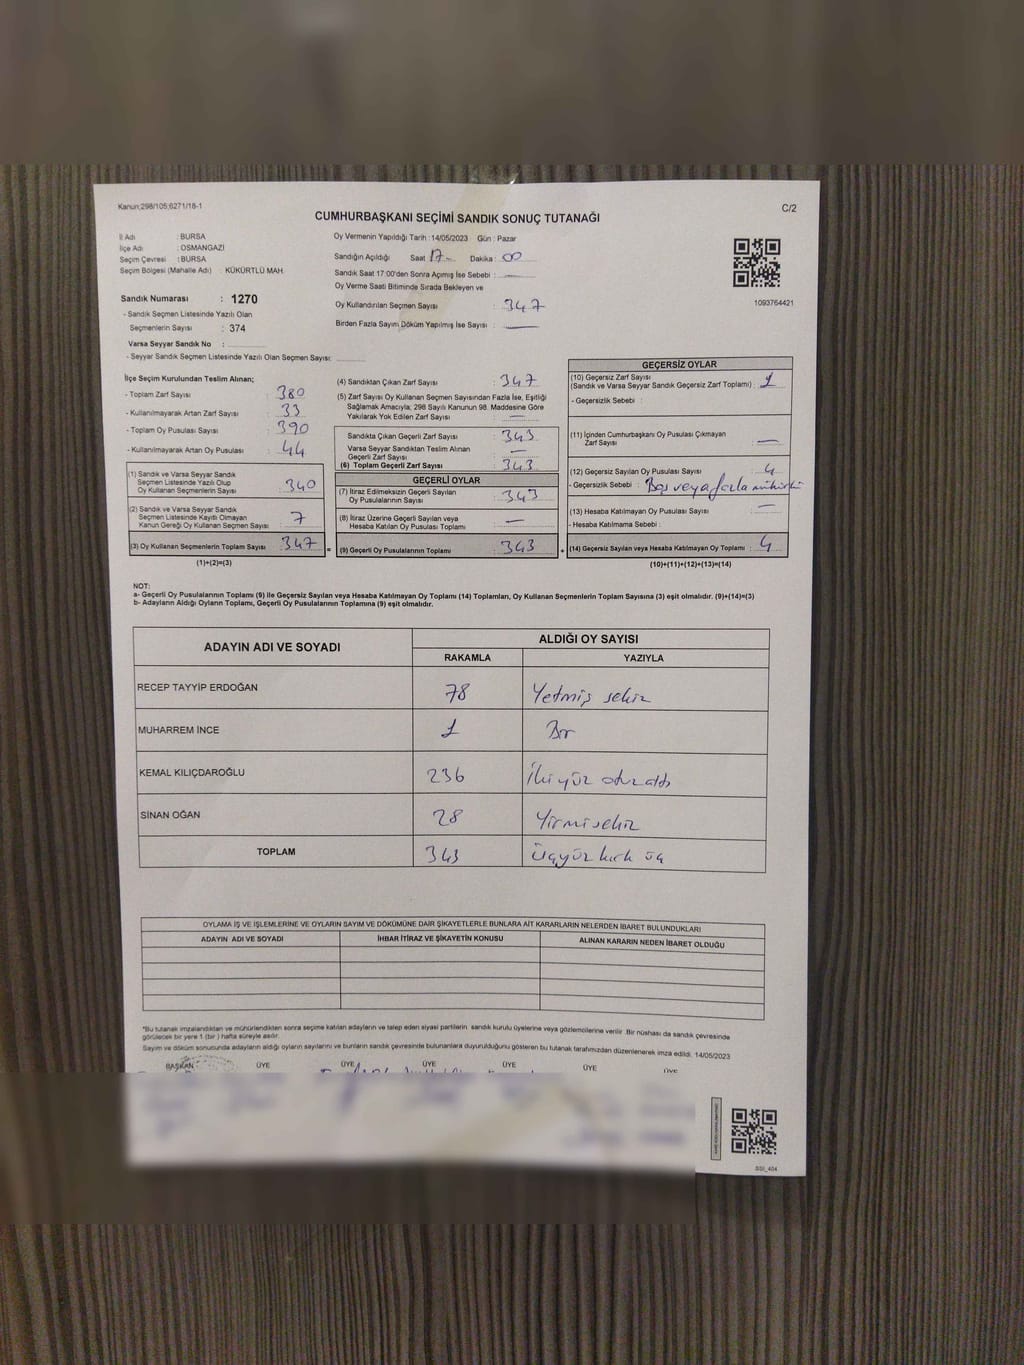 Kanun;298/105;6271/18-1
C/2
CUMHURBAŞKANI SEÇİMİ SANDIK SONUÇ TUTANAĞI
İl Adı : BURSA
İlçe Adı : OSMANGAZİ
Seçim Çevresi : BURSA
Seçim Bölgesi (Mahalle Adı) : KÜKÜRTLÜ MAH.
Sandık Numarası : 1270
- Sandık Seçmen Listesinde Yazılı Olan
Seçmenlerin Sayısı : 374
Varsa Seyyar Sandık No :
- Seyyar Sandık Seçmen Listesinde Yazılı Olan Seçmen Sayısı:
Oy Vermenin Yapıldığı Tarih :14/05/2023 Gün : Pazar
Sandığın Açıldığı Saat 17 Dakika : 00
Sandık Saat 17:00'den Sonra Açımış İse Sebebi : —
Oy Verme Saati Bitiminde Sırada Bekleyen ve
Oy Kullandırılan Seçmen Sayısı : 347
Birden Fazla Sayım Döküm Yapılmış İse Sayısı : —
1093764421
İlçe Seçim Kurulundan Teslim Alınan;
- Toplam Zarf Sayısı : 380
- Kullanılmayarak Artan Zarf Sayısı : 33
- Toplam Oy Pusulası Sayısı : 390
- Kullanılmayarak Artan Oy Pusulası : 44
(1) Sandık ve Varsa Seyyar Sandık
Seçmen Listesinde Yazılı Olup
Oy Kullanan Seçmenlerin Sayısı : 340
(2) Sandık ve Varsa Seyyar Sandık
Seçmen Listesinde Kayıtlı Olmayan
Kanun Gereği Oy Kullanan Seçmen Sayısı : 7
(3) Oy Kullanan Seçmenlerin Toplam Sayısı : 347 =
(1)+(2)=(3)
(4) Sandıktan Çıkan Zarf Sayısı : 347
(5) Zarf Sayısı Oy Kullanan Seçmen Sayısından Fazla İse, Eşitliği
Sağlamak Amacıyla; 298 Sayılı Kanunun 98. Maddesine Göre
Yakılarak Yok Edilen Zarf Sayısı : —
Sandıkta Çıkan Geçerli Zarf Sayısı : 343
Varsa Seyyar Sandıktan Teslim Alınan
Geçerli Zarf Sayısı : —
(6) Toplam Geçerli Zarf Sayısı : 343
GEÇERLİ OYLAR
(7) İtiraz Edilmeksizin Geçerli Sayılan
Oy Pusulalarının Sayısı : 343
(8) İtiraz Üzerine Geçerli Sayılan veya
Hesaba Katılan Oy Pusulası Toplamı : —
(9) Geçerli Oy Pusulalarının Toplamı : 343 +
GEÇERSİZ OYLAR
(10) Geçersiz Zarf Sayısı
(Sandık ve Varsa Seyyar Sandık Geçersiz Zarf Toplamı) : 1
- Geçersizlik Sebebi :
(11) İçinden Cumhurbaşkanı Oy Pusulası Çıkmayan
Zarf Sayısı : —
(12) Geçersiz Sayılan Oy Pusulası Sayısı : 4
- Geçersizlik Sebebi : Boş veya fazla mühürlü
(13) Hesaba Katılmayan Oy Pusulası Sayısı : —
- Hesaba Katılmama Sebebi :
(14) Geçersiz Sayılan veya Hesaba Katılmayan Oy Toplamı : 4
(10)+(11)+(12)+(13)=(14)
NOT:
a- Geçerli Oy Pusulalarının Toplamı (9) ile Geçersiz Sayılan veya Hesaba Katılmayan Oy Toplamı (14) Toplamları, Oy Kullanan Seçmenlerin Toplam Sayısına (3) eşit olmalıdır. (9)+(14)=(3)
b- Adayların Aldığı Oyların Toplamı, Geçerli Oy Pusulalarının Toplamına (9) eşit olmalıdır.
ADAYIN ADI VE SOYADI ALDIĞI OY SAYISI
RAKAMLA YAZIYLA
RECEP TAYYİP ERDOĞAN 78 Yetmiş sekiz
MUHARREM İNCE 1 Bir
KEMAL KILIÇDAROĞLU 236 İkiyüz otuz altı
SİNAN OĞAN 28 Yirmi sekiz
TOPLAM 343 Üçyüz kırk üç
OYLAMA İŞ VE İŞLEMLERİNE VE OYLARIN SAYIM VE DÖKÜMÜNE DAİR ŞİKAYETLERLE BUNLARA AİT KARARLARIN NELERDEN İBARET BULUNDUKLARI
ADAYIN ADI VE SOYADI İHBAR İTİRAZ VE ŞİKAYETİN KONUSU ALINAN KARARIN NEDEN İBARET OLDUĞU
*Bu tutanak imzalandıktan ve mühürlendikten sonra seçime katılan adayların ve talep eden siyasi partilerin sandık kurulu üyelerine veya gözlemcilerine verilir. Bir nüshası da sandık çevresinde
görülecek bir yere 1 (bir ) hafta süreyle asılır.
Sayım ve döküm sonucunda adayların aldığı oyların sayılarını ve bunların sandık çevresinde bulunanlara duyurulduğunu gösteren bu tutanak tarafımızdan düzenlenerek imza edildi. 14/05/2023
BAŞKAN ÜYE ÜYE ÜYE ÜYE ÜYE ÜYE
SSI_404